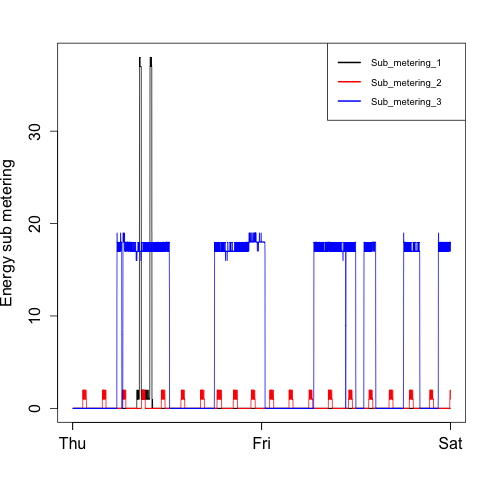 Sub_metering_1
Sub_metering_2
Sub_metering_3
Energy sub metering
30
20
10
0
Thu Fri Sat